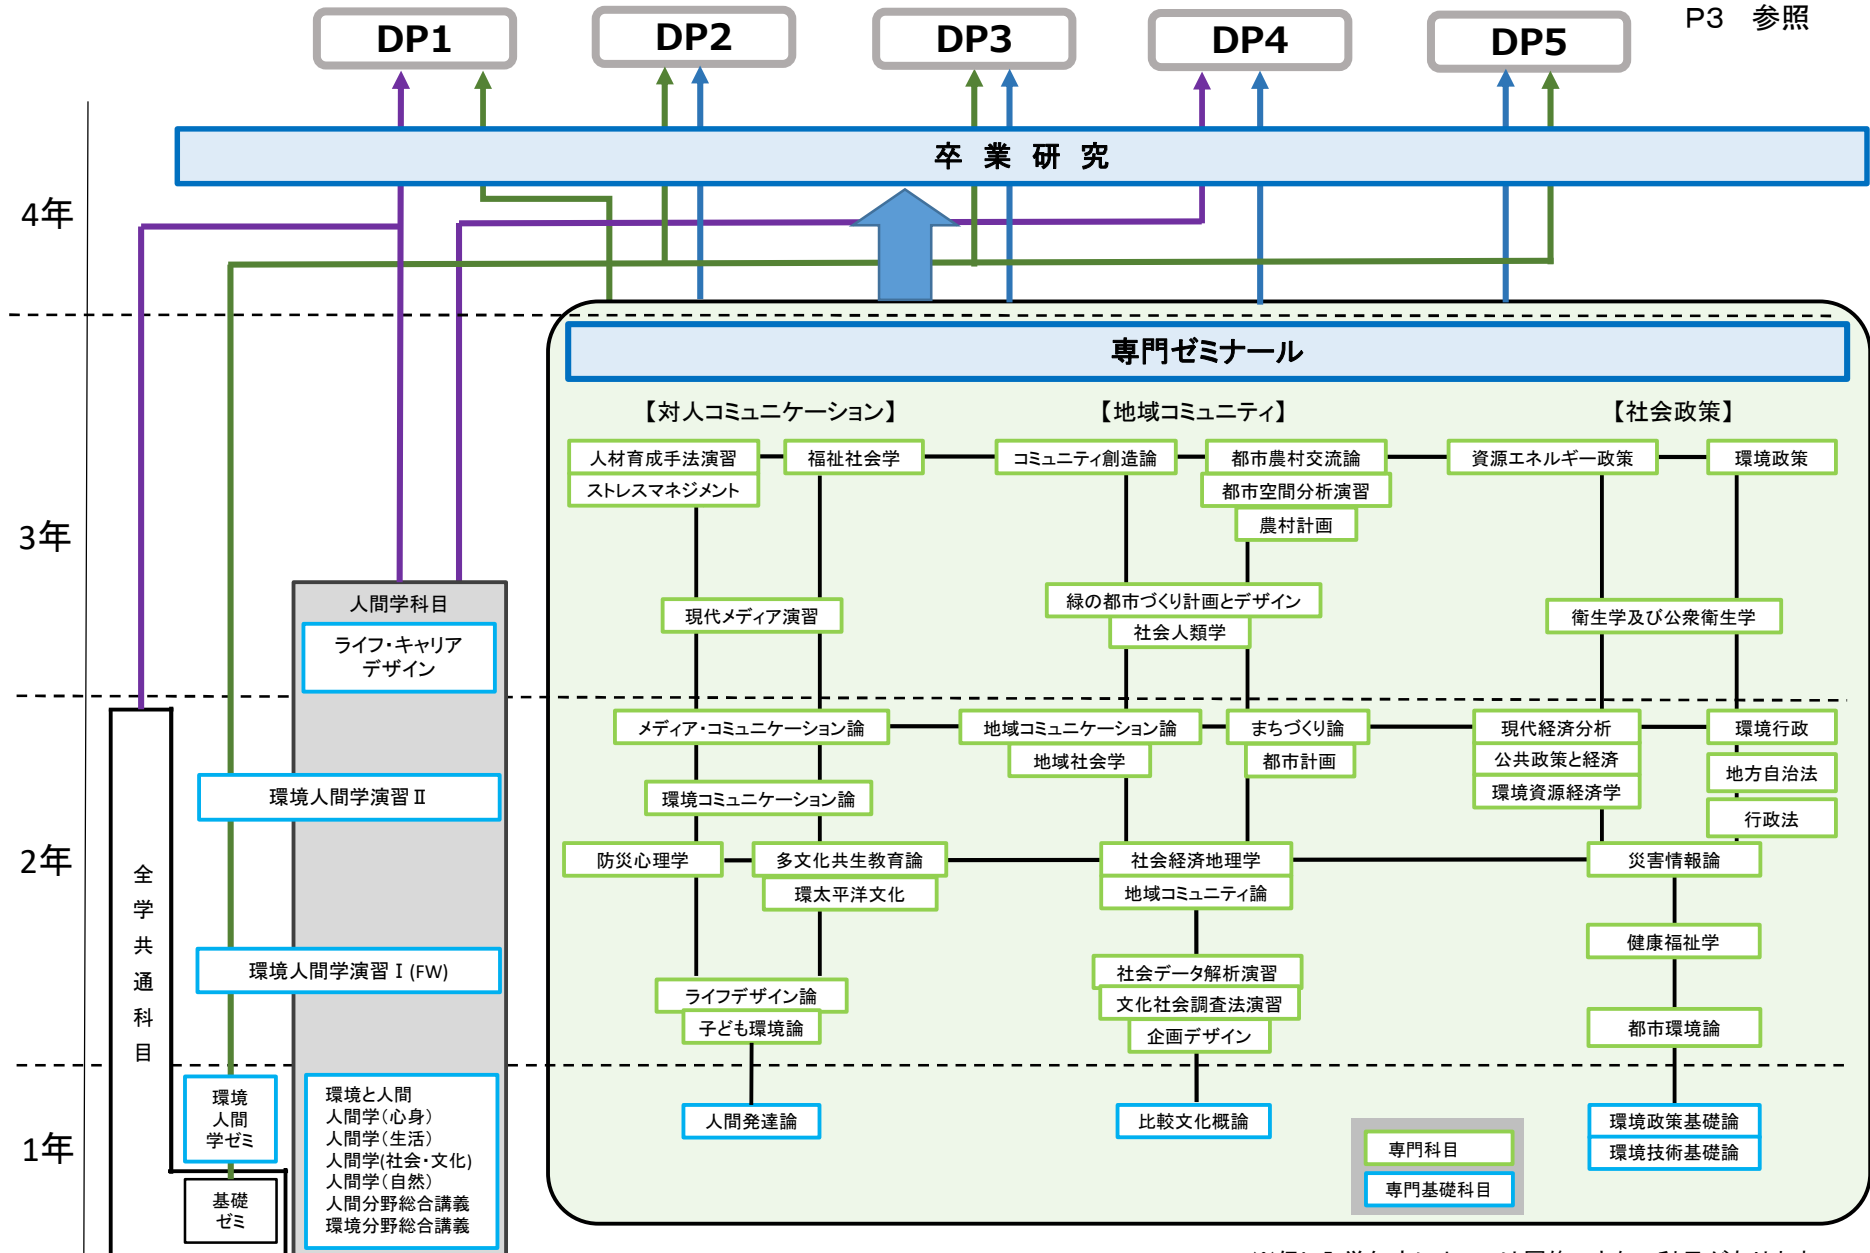 P3 参照
DP1
DP2
DP3
DP4
DP5
卒 業 研 究
4年
専門ゼミナール
【対人コミュニケーション】
【地域コミュニティ】
【社会政策】
人材育成手法演習
福祉社会学
コミュニティ創造論
都市農村交流論
資源エネルギー政策
環境政策
ストレスマネジメント
都市空間分析演習
農村計画
3年
人間学科目
ライフ・キャリア
デザイン
現代メディア演習
緑の都市づくり計画とデザイン
社会人類学
衛生学及び公衆衛生学
メディア・コミュニケーション論
地域コミュニケーション論
まちづくり論
現代経済分析
環境行政
地域社会学
都市計画
公共政策と経済
地方自治法
環境資源経済学
行政法
環境人間学演習Ⅱ
環境コミュニケーション論
2年
防災心理学
多文化共生教育論
社会経済地理学
災害情報論
環太平洋文化
地域コミュニティ論
全
学
共
通
科
目
健康福祉学
環境人間学演習Ⅰ(FW)
社会データ解析演習
ライフデザイン論
文化社会調査法演習
子ども環境論
企画デザイン
都市環境論
1年
環境
人間
学ゼミ
基礎
ゼミ
環境と人間
人間学(心身)
人間学(生活)
人間学(社会・文化)
人間学(自然)
人間分野総合講義
環境分野総合講義
人間発達論
比較文化概論
環境政策基礎論
環境技術基礎論
専門科目
専門基礎科目